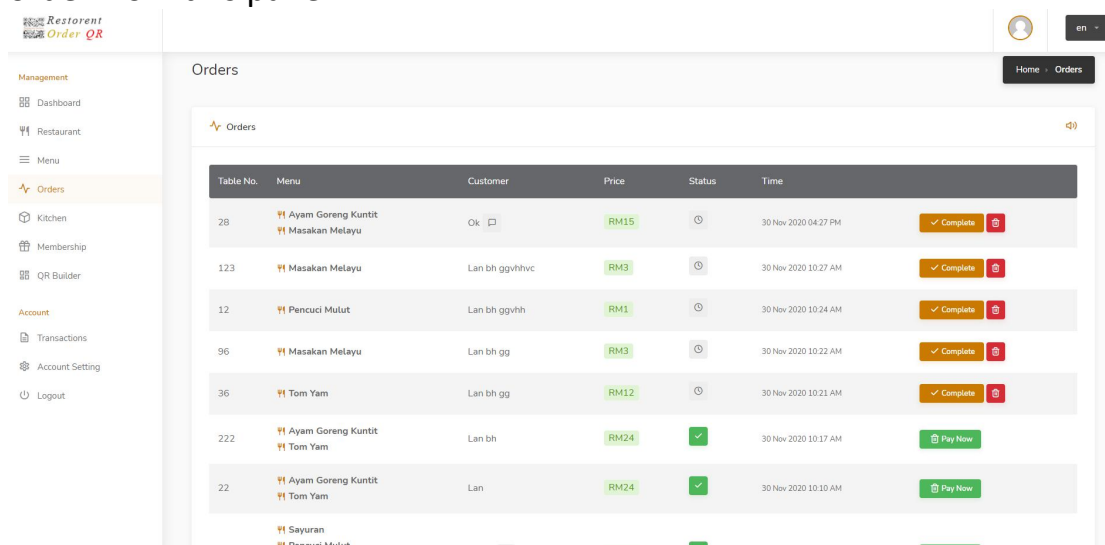 Restorent
Order QR
en
Management
Dashboard
Restaurant
Menu
Orders
Kitchen
Membership
QR Builder
Account
Transactions
Account Setting
Logout
Orders
Home › Orders
Orders
Table No. Menu Customer Price Status Time
28 Ayam Goreng Kuntit Ok RM15 30 Nov 2020 04:27 PM Complete
Masakan Melayu
123 Masakan Melayu Lan bh ggvhhvc RM3 30 Nov 2020 10:27 AM Complete
12 Pencuci Mulut Lan bh ggvhh RM1 30 Nov 2020 10:24 AM Complete
96 Masakan Melayu Lan bh gg RM3 30 Nov 2020 10:22 AM Complete
36 Tom Yam Lan bh gg RM12 30 Nov 2020 10:21 AM Complete
222 Ayam Goreng Kuntit Lan bh RM24 30 Nov 2020 10:17 AM Pay Now
Tom Yam
22 Ayam Goreng Kuntit Lan RM24 30 Nov 2020 10:10 AM Pay Now
Tom Yam
Sayuran
Pencuci Mulut